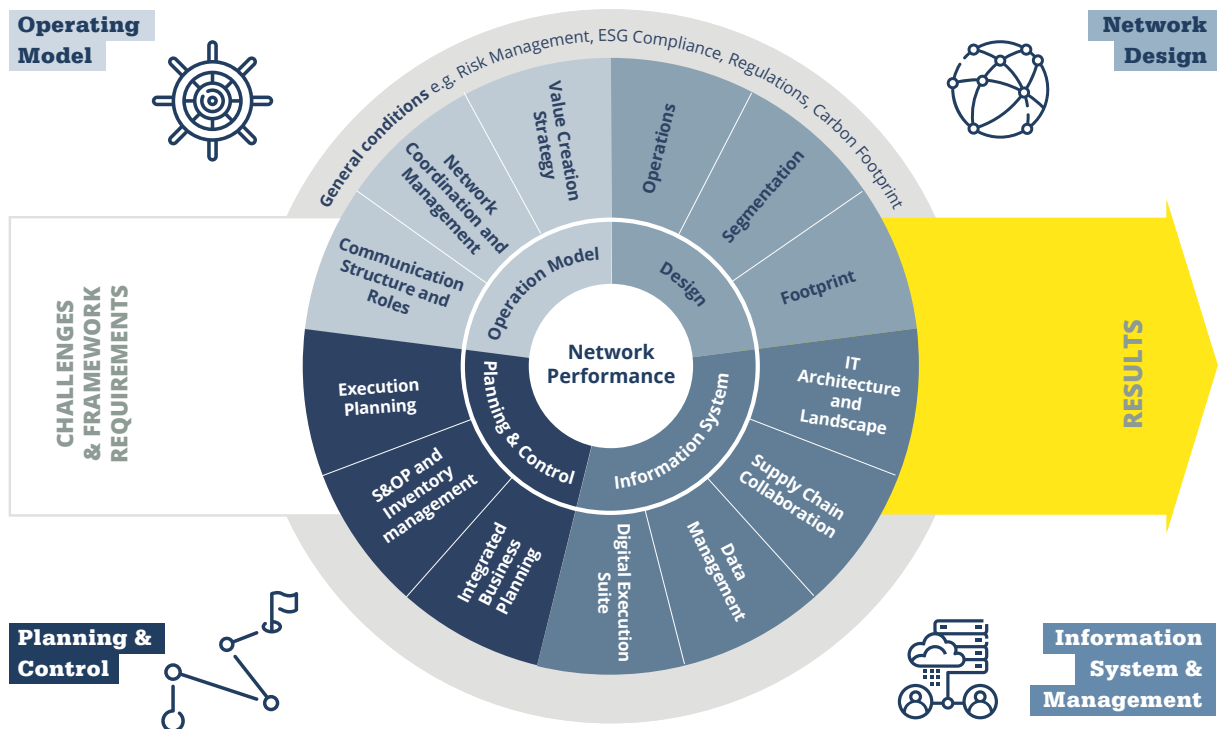 Operating
Model
Network
Design
General conditions e.g. Risk Management, ESG Compliance, Regulations, Carbon Footprint
Value Creation
Strategy
Operations
Network
Coordination and
Management
Segmentation
Communication
Structure and
Roles
Footprint
Operation Model
Design
CHALLENGES
& FRAMEWORK
REQUIREMENTS
Network
Performance
RESULTS
Execution
Planning
Planning & Control
Information System
IT
Architecture
and
Landscape
S&OP and
Inventory
management
Supply Chain
Collaboration
Integrated
Business
Planning
Digital Execution
Suite
Data
Management
Planning &
Control
Information
System &
Management